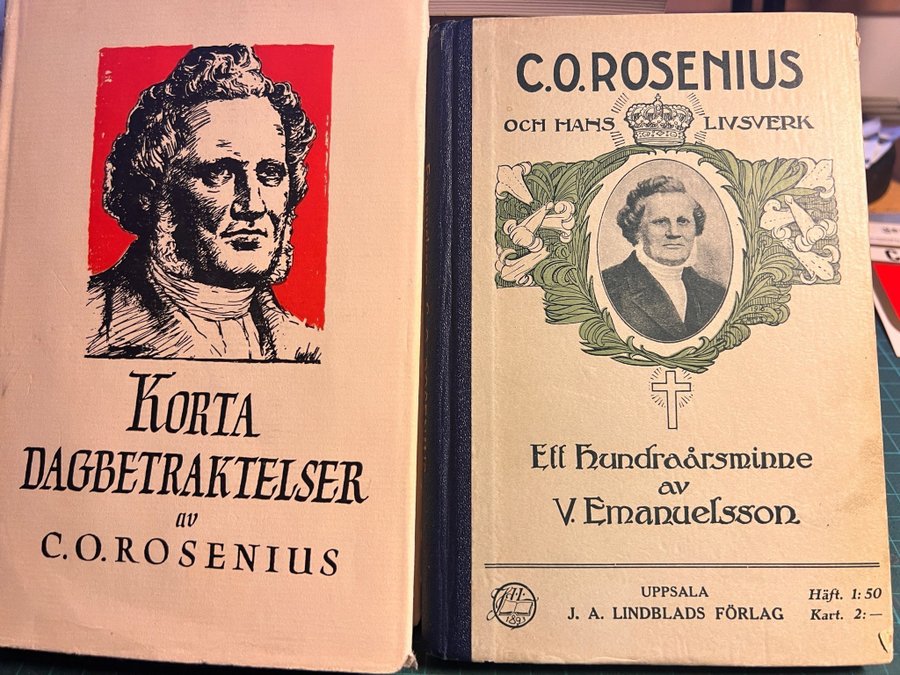 KORTA
DAGBETRAKTELSER
av
C.O. ROSENIUS
C.O. ROSENIUS
OCH HANS LIVSVERK
Ett Hundraårsminne
av
V. Emanuelsson
UPPSALA
J. A. LINDBLADS FÖRLAG
Häft. 1:50
Kart. 2:—
1893